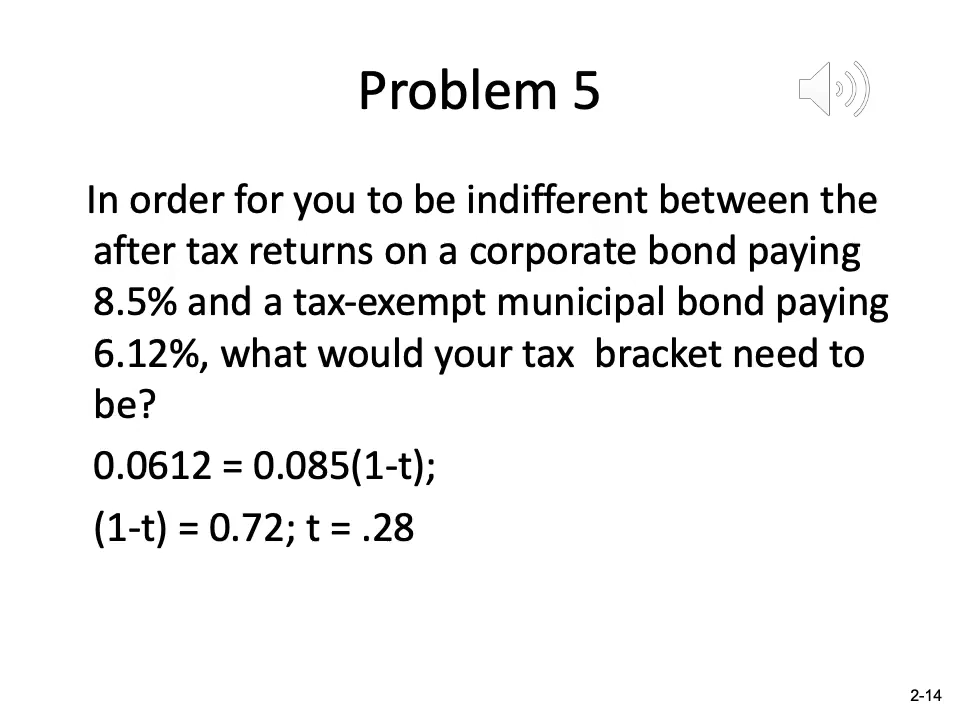 Problem 5
In order for you to be indifferent between the
after tax returns on a corporate bond paying
8.5% and a tax-exempt municipal bond paying
6.12%, what would your tax  bracket need to
be?
0.0612 = 0.085(1-t);
(1-t) = 0.72; t = .28
2-14